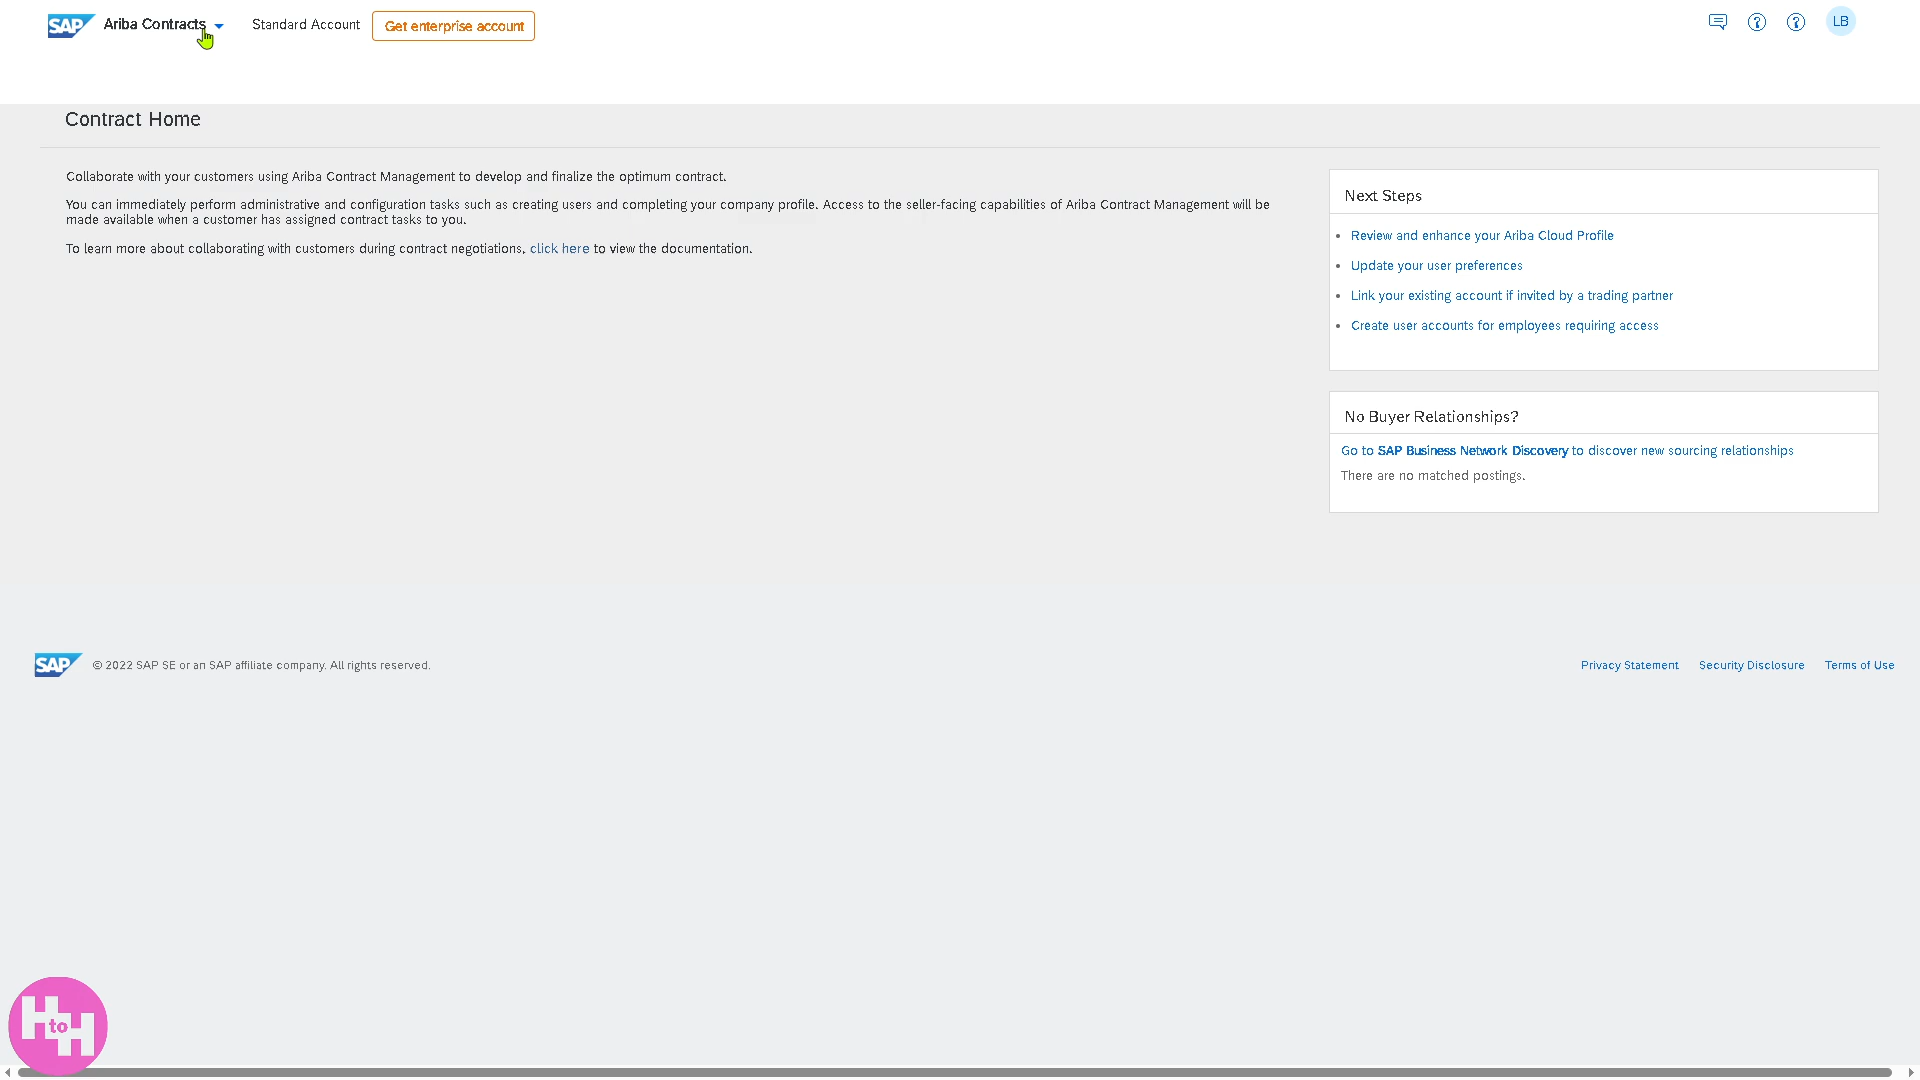 SAP Ariba Contracts Standard Account Get enterprise account LB
Contract Home
Collaborate with your customers using Ariba Contract Management to develop and finalize the optimum contract.
You can immediately perform administrative and configuration tasks such as creating users and completing your company profile. Access to the seller-facing capabilities of Ariba Contract Management will be
made available when a customer has assigned contract tasks to you.
To learn more about collaborating with customers during contract negotiations, click here to view the documentation.
Next Steps
Review and enhance your Ariba Cloud Profile
Update your user preferences
Link your existing account if invited by a trading partner
Create user accounts for employees requiring access
No Buyer Relationships?
Go to SAP Business Network Discovery to discover new sourcing relationships
There are no matched postings.
SAP © 2022 SAP SE or an SAP affiliate company. All rights reserved. Privacy Statement Security Disclosure Terms of Use
H to H